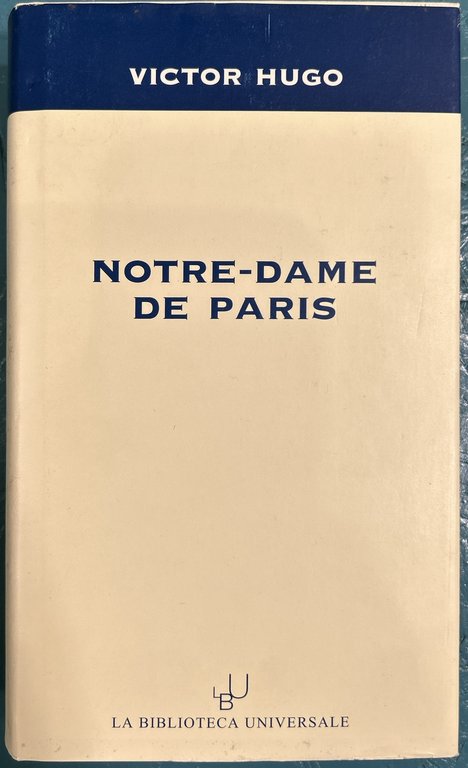 VICTOR HUGO
NOTRE-DAME
DE PARIS
LBU
LA BIBLIOTECA UNIVERSALE